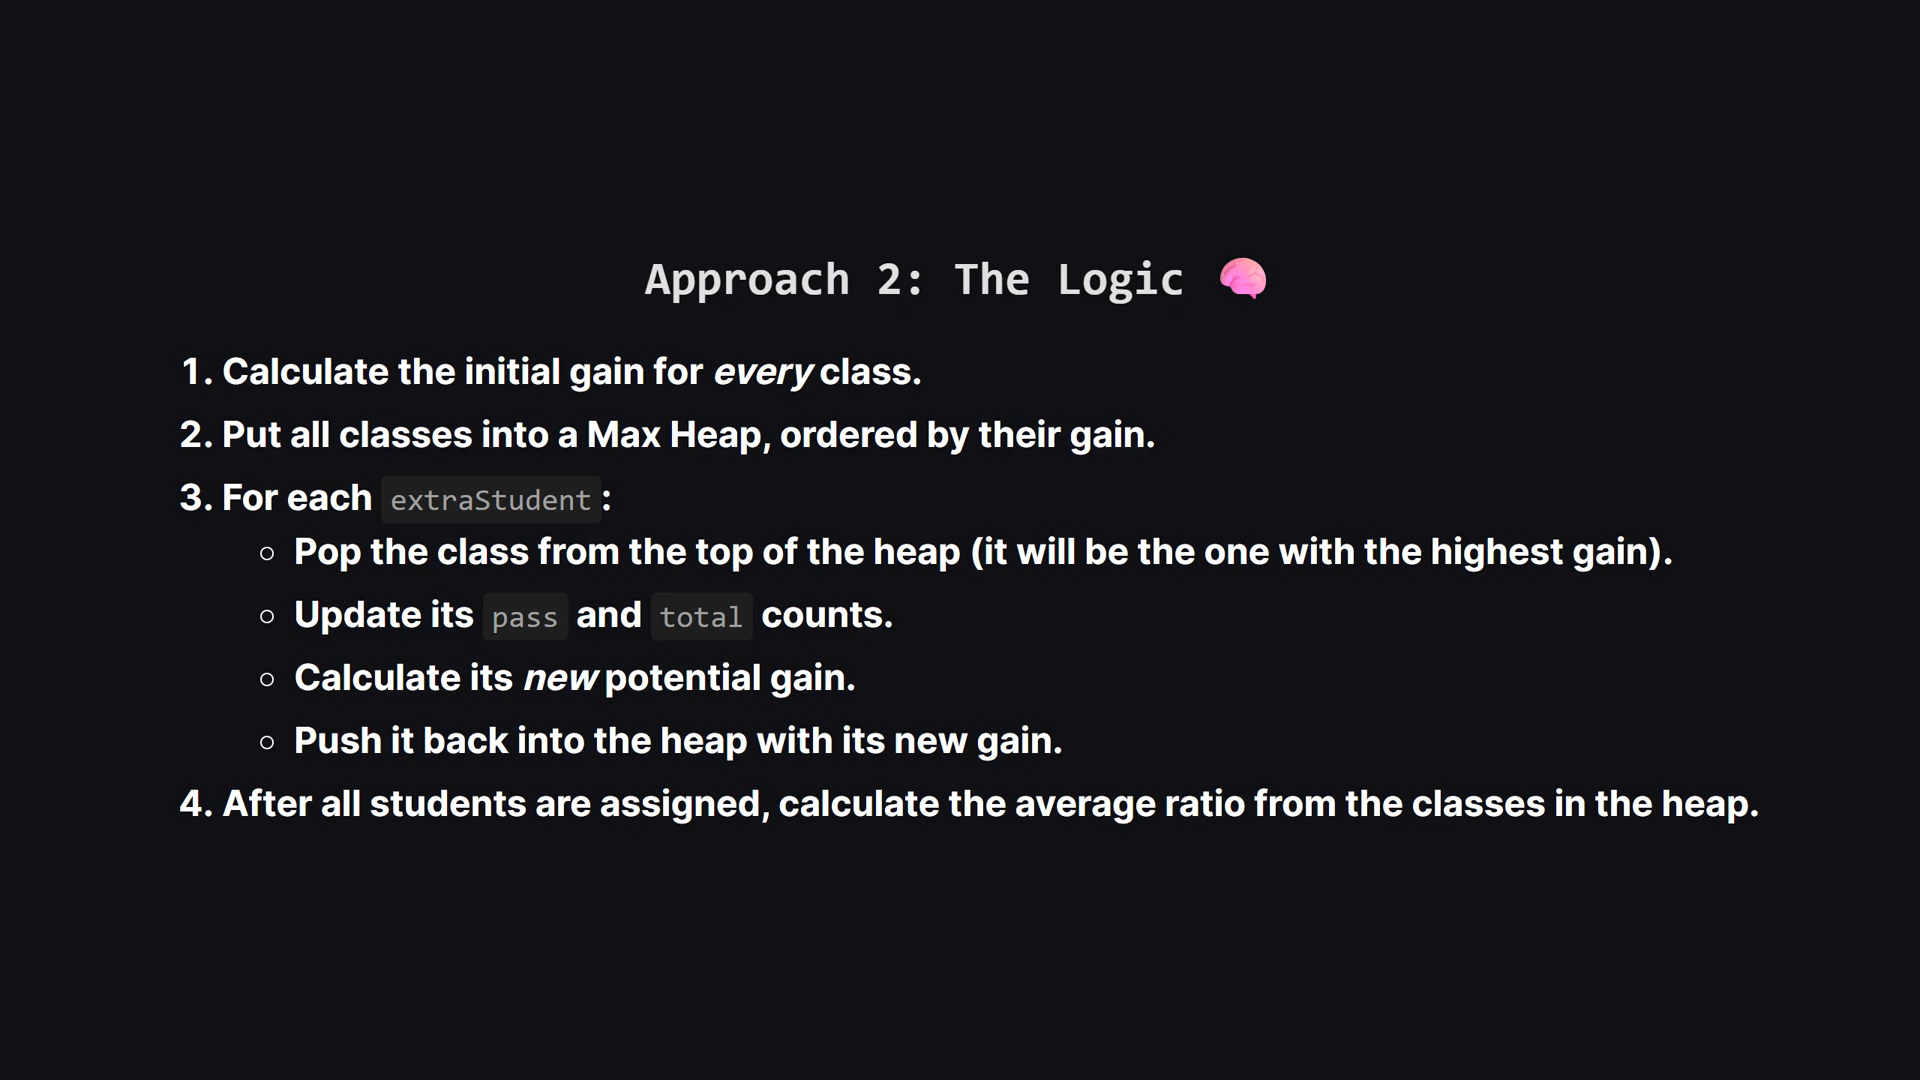 Approach 2: The Logic 🧠
1. Calculate the initial gain for every class.
2. Put all classes into a Max Heap, ordered by their gain.
3. For each extraStudent:
○ Pop the class from the top of the heap (it will be the one with the highest gain).
○ Update its pass and total counts.
○ Calculate its new potential gain.
○ Push it back into the heap with its new gain.
4. After all students are assigned, calculate the average ratio from the classes in the heap.